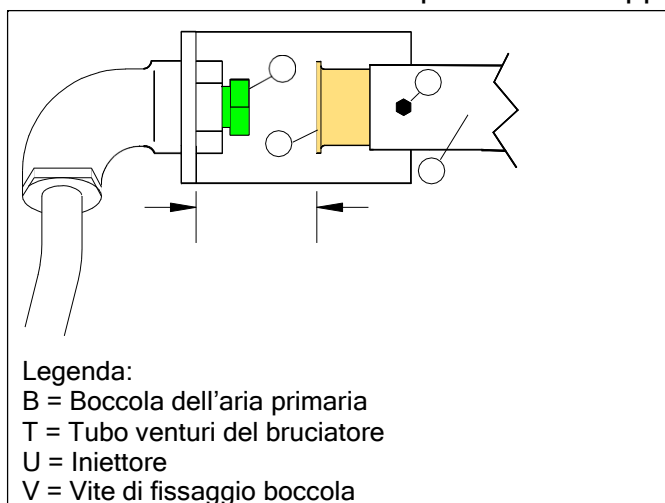 Legenda:
B = Boccola dell'aria primaria
T = Tubo venturi del bruciatore
U = Iniettore
V = Vite di fissaggio boccola